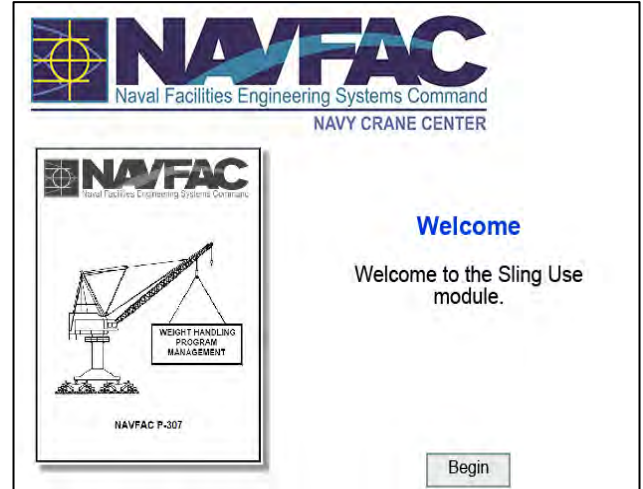 NAVFAC
Naval Facilities Engineering Systems Command
NAVY CRANE CENTER
NAVFAC
Naval Facilities Engineering Systems Command
WEIGHT HANDLING
PROGRAM
MANAGEMENT
NAVFAC P-307
Welcome
Welcome to the Sling Use
module.
Begin